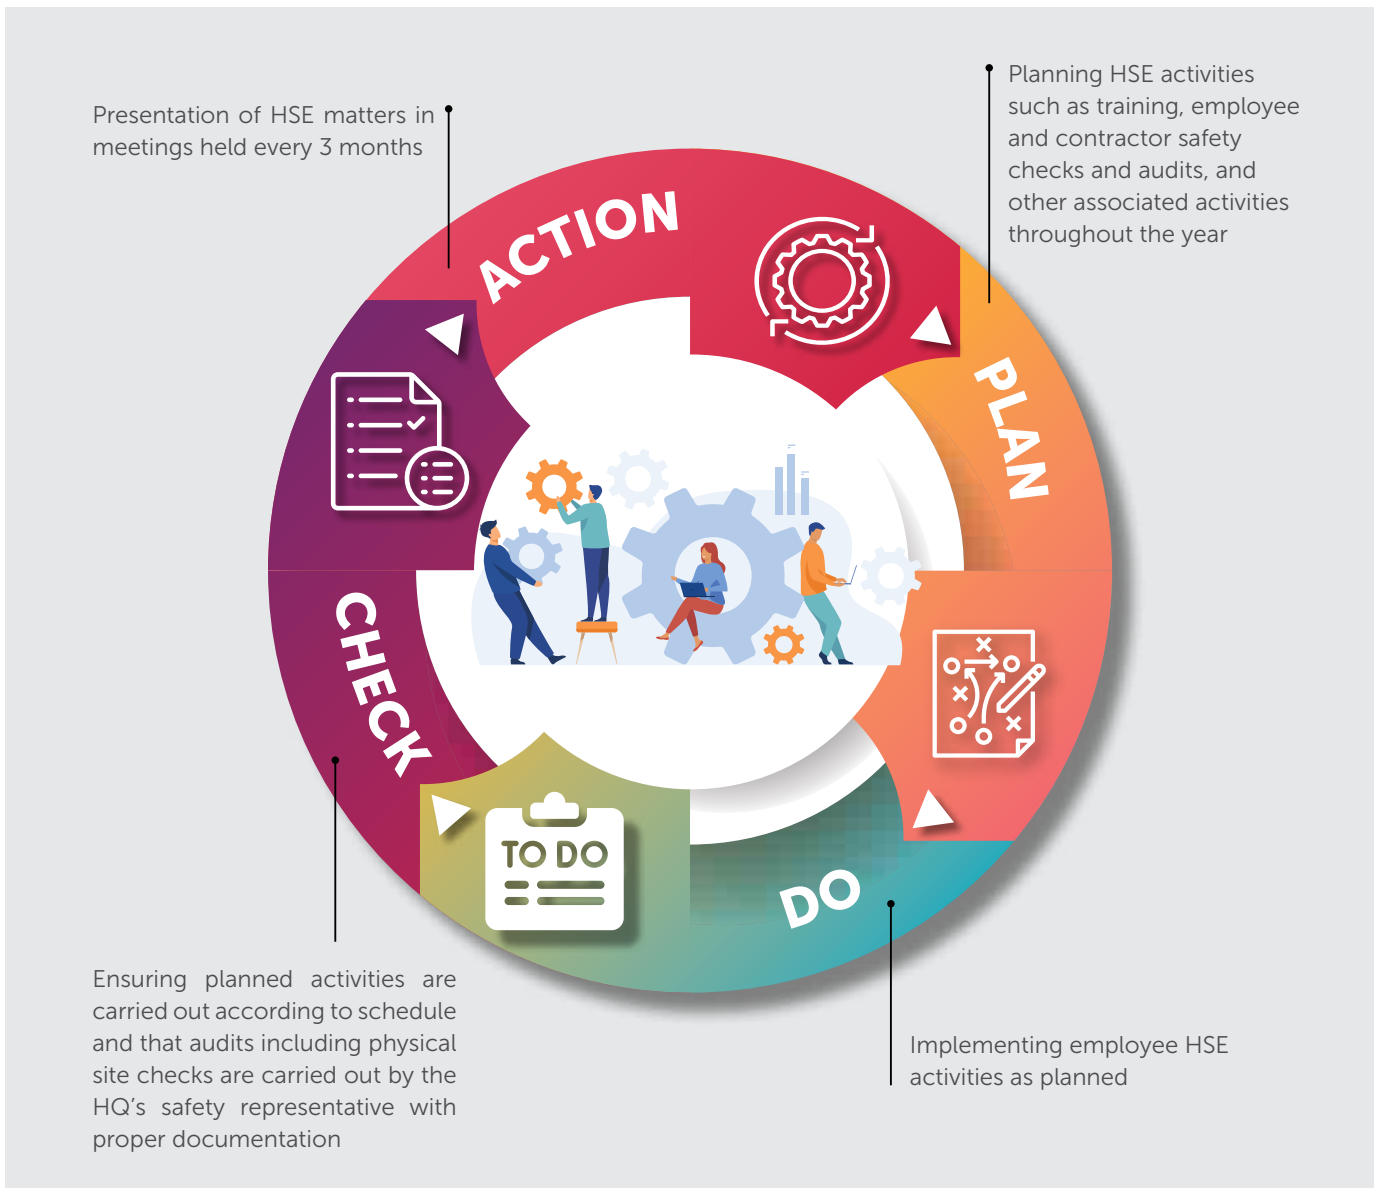 Presentation of HSE matters in
meetings held every 3 months
Planning HSE activities
such as training, employee
and contractor safety
checks and audits, and
other associated activities
throughout the year
ACTION
PLAN
CHECK
TO DO
DO
Ensuring planned activities are
carried out according to schedule
and that audits including physical
site checks are carried out by the
HQ’s safety representative with
proper documentation
Implementing employee HSE
activities as planned